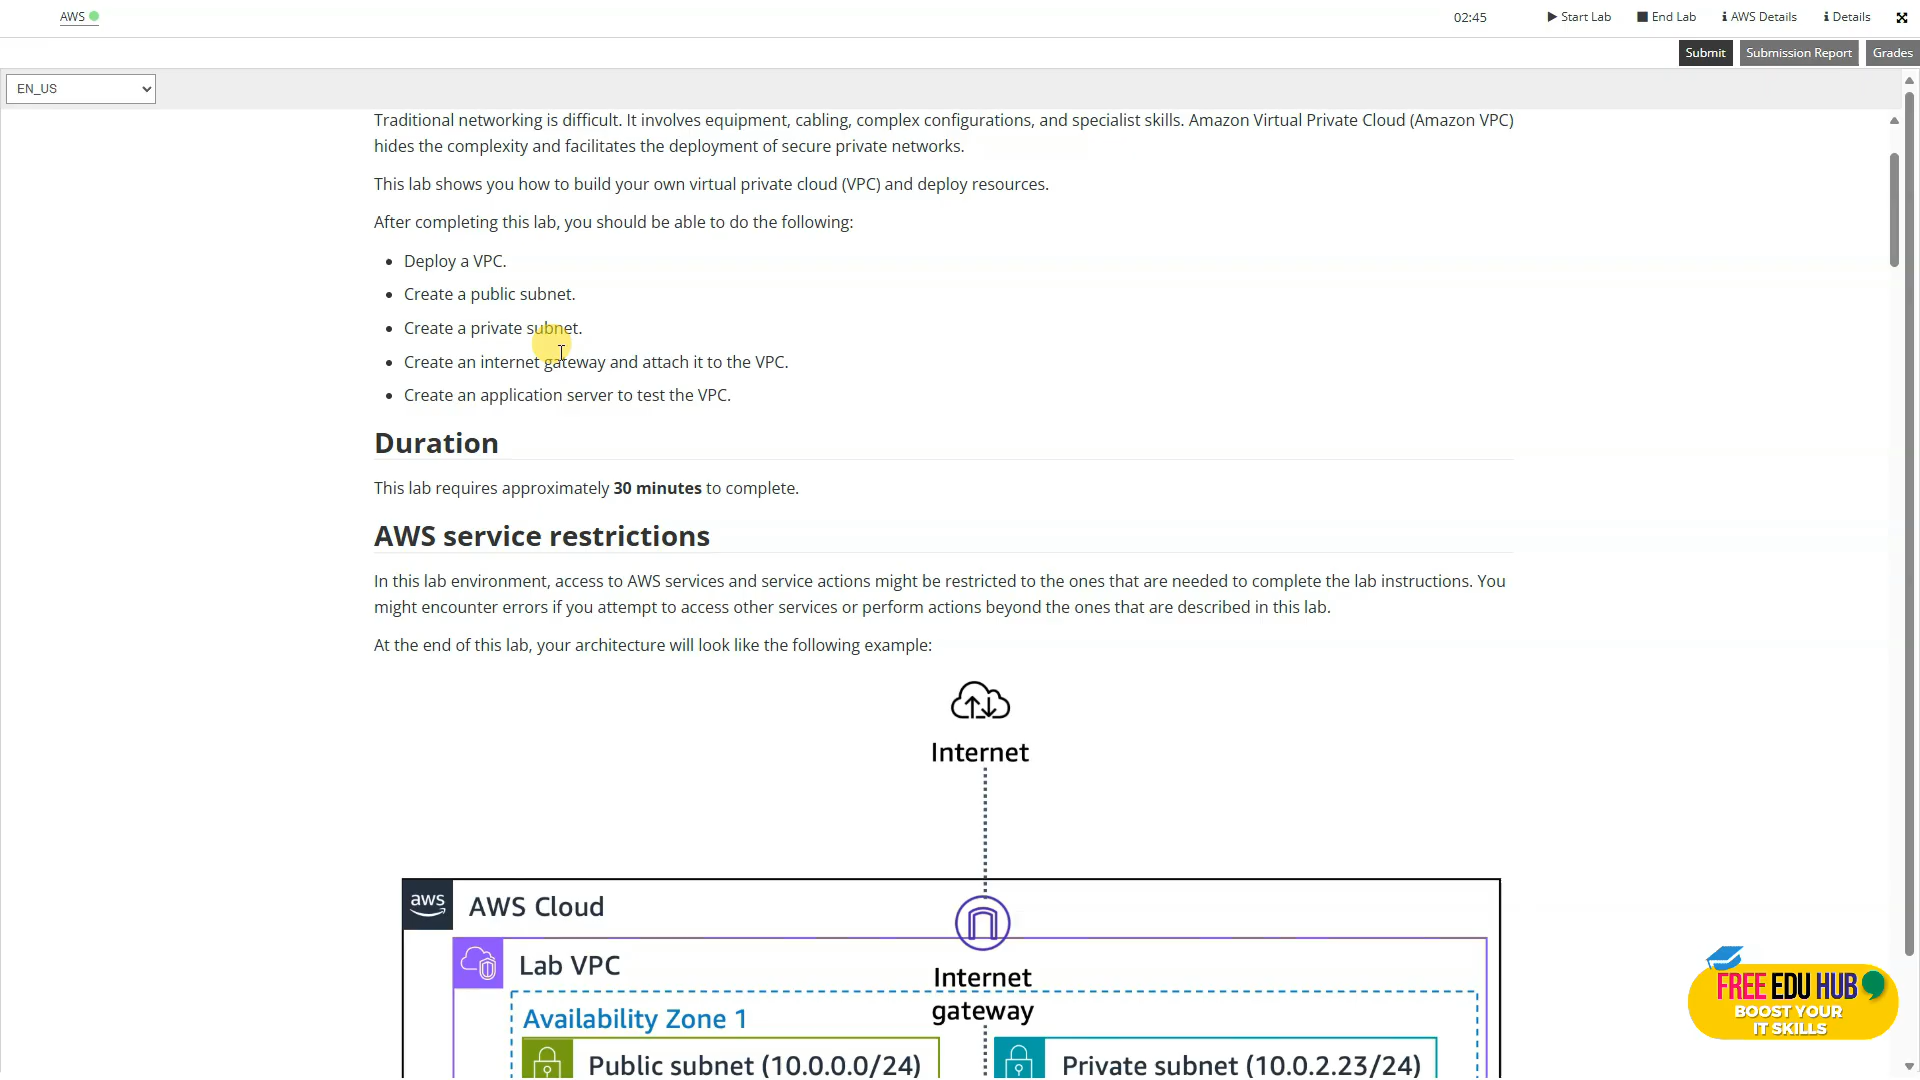 AWS
02:45
Start Lab
End Lab
AWS Details
Details
Submit
Submission Report
Grades
EN_US
Traditional networking is difficult. It involves equipment, cabling, complex configurations, and specialist skills. Amazon Virtual Private Cloud (Amazon VPC)
hides the complexity and facilitates the deployment of secure private networks.
This lab shows you how to build your own virtual private cloud (VPC) and deploy resources.
After completing this lab, you should be able to do the following:
Deploy a VPC.
Create a public subnet.
Create a private subnet.
Create an internet gateway and attach it to the VPC.
Create an application server to test the VPC.
Duration
This lab requires approximately 30 minutes to complete.
AWS service restrictions
In this lab environment, access to AWS services and service actions might be restricted to the ones that are needed to complete the lab instructions. You
might encounter errors if you attempt to access other services or perform actions beyond the ones that are described in this lab.
At the end of this lab, your architecture will look like the following example:
Internet
aws
AWS Cloud
Lab VPC
Internet
gateway
Availability Zone 1
Public subnet (10.0.0.0/24)
Private subnet (10.0.2.23/24)
FREE EDU HUB
BOOST YOUR
IT SKILLS